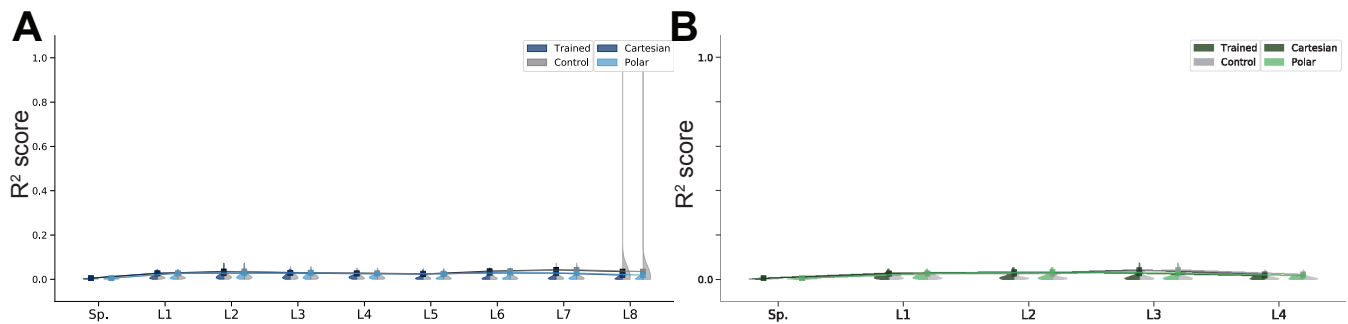 A
R² score
1.0
0.8
0.6
0.4
0.2
0.0
Trained Cartesian
Control Polar
Sp. L1 L2 L3 L4 L5 L6 L7 L8
B
R² score
1.0
0.0
Trained Cartesian
Control Polar
Sp. L1 L2 L3 L4